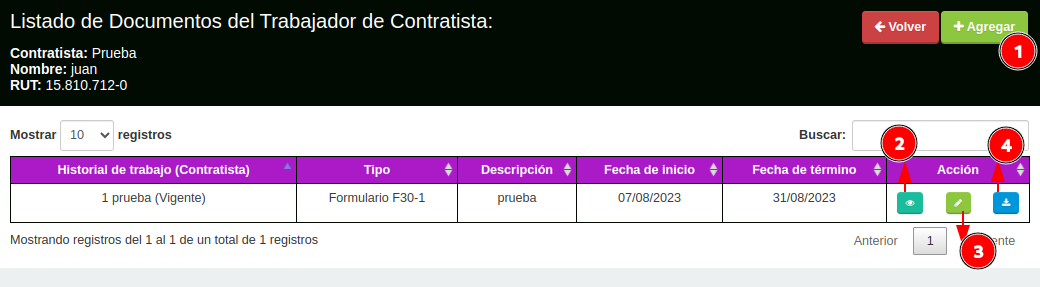 Listado de Documentos del Trabajador de Contratista:
Volver
Agregar
1
Contratista: Prueba
Nombre: juan
RUT: 15.810.712-0
Mostrar 10 registros
Buscar:
2
4
Historial de trabajo (Contratista) Tipo Descripción Fecha de inicio Fecha de término Acción
1 prueba (Vigente) Formulario F30-1 prueba 07/08/2023 31/08/2023
Mostrando registros del 1 al 1 de un total de 1 registros
Anterior 1
3